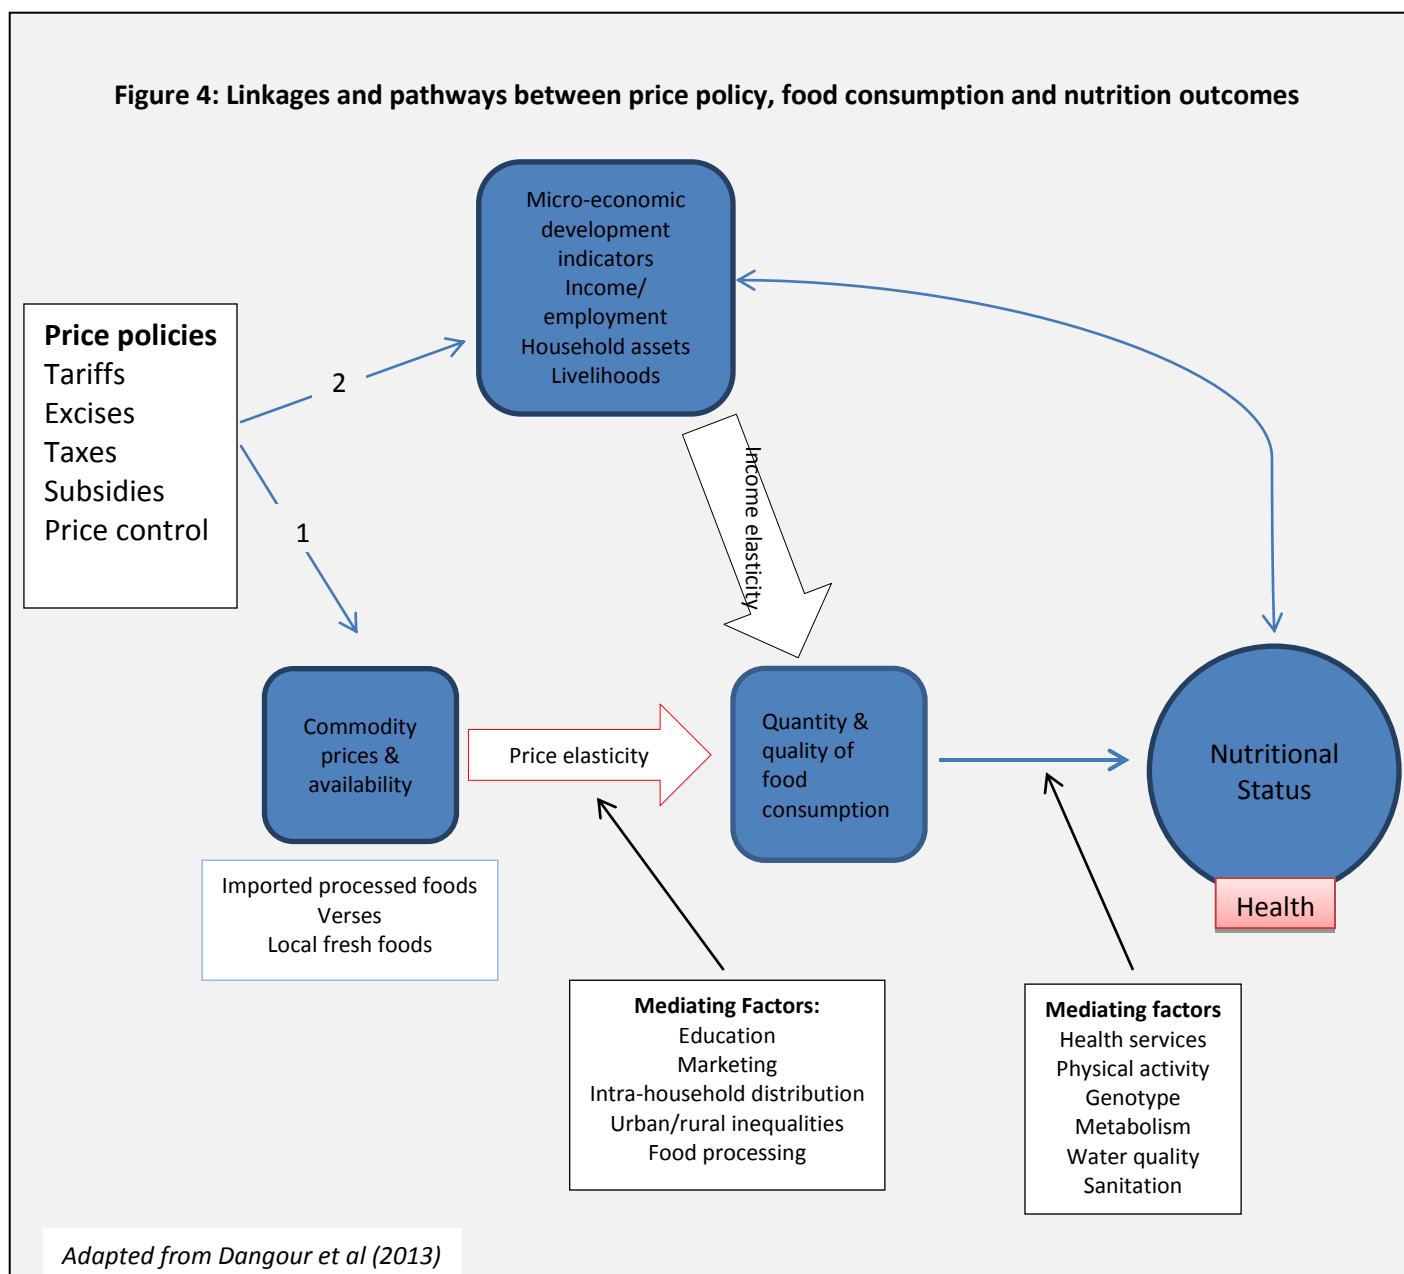 Figure 4: Linkages and pathways between price policy, food consumption and nutrition outcomes
Micro-economic
development
indicators
Income/
employment
Household assets
Livelihoods
Price policies
Tariffs
Excises
Taxes
Subsidies
Price control
2
1
Income elasticity
Commodity
prices &
availability
Price elasticity
Quantity &
quality of
food
consumption
Nutritional
Status
Health
Imported processed foods
Verses
Local fresh foods
Mediating Factors:
Education
Marketing
Intra-household distribution
Urban/rural inequalities
Food processing
Mediating factors
Health services
Physical activity
Genotype
Metabolism
Water quality
Sanitation
Adapted from Dangour et al (2013)